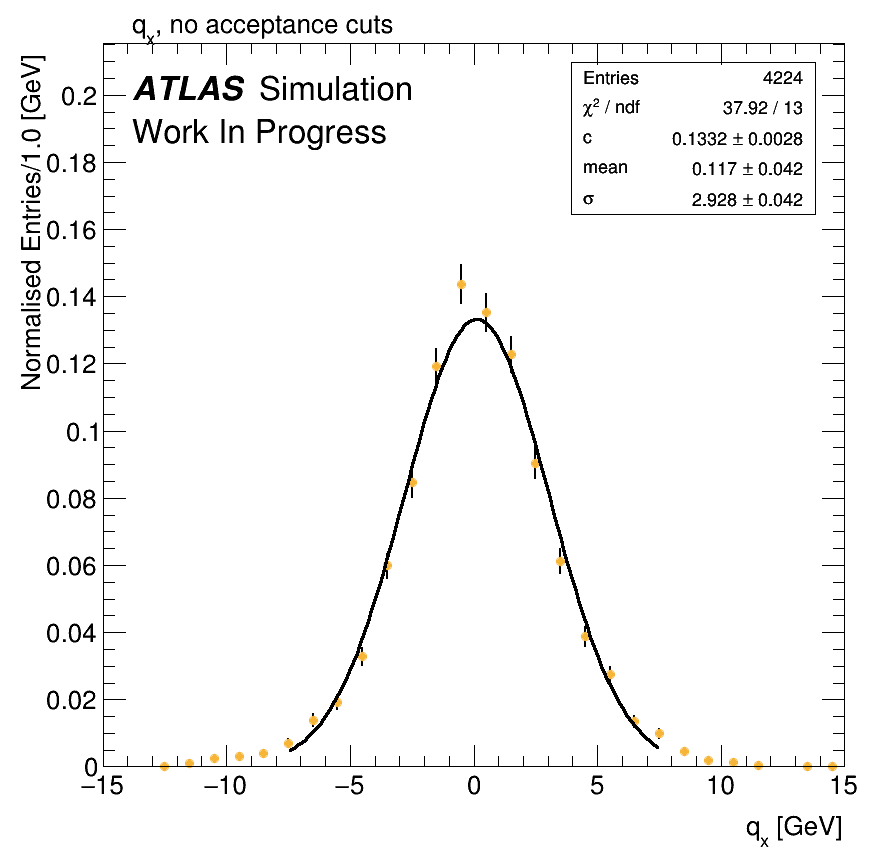 qx, no acceptance cuts
ATLAS Simulation
Work In Progress
Entries 4224
χ² / ndf 37.92 / 13
c 0.1332 ± 0.0028
mean 0.117 ± 0.042
σ 2.928 ± 0.042
Normalised Entries/1.0 [GeV]
0.2
0.18
0.16
0.14
0.12
0.1
0.08
0.06
0.04
0.02
0
−15 −10 −5 0 5 10 15
qx [GeV]